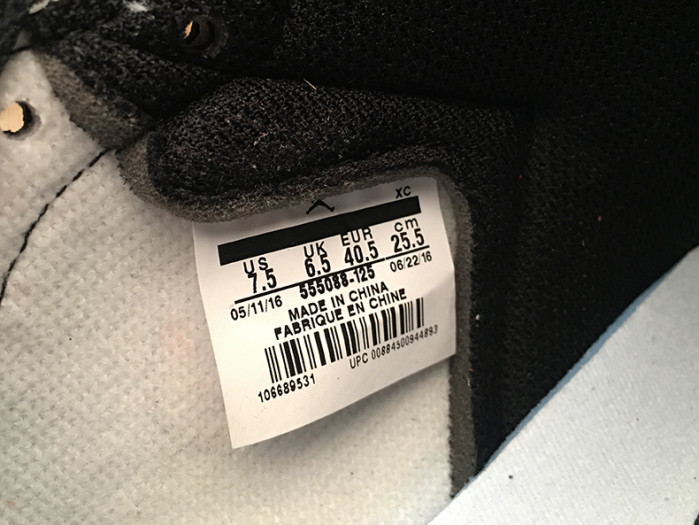 XC
US UK EUR cm
7.5 6.5 40.5 25.5
05/11/16 555088-125 06/22/16
MADE IN CHINA
FABRIQUE EN CHINE
106689531 UPC 00884500944893